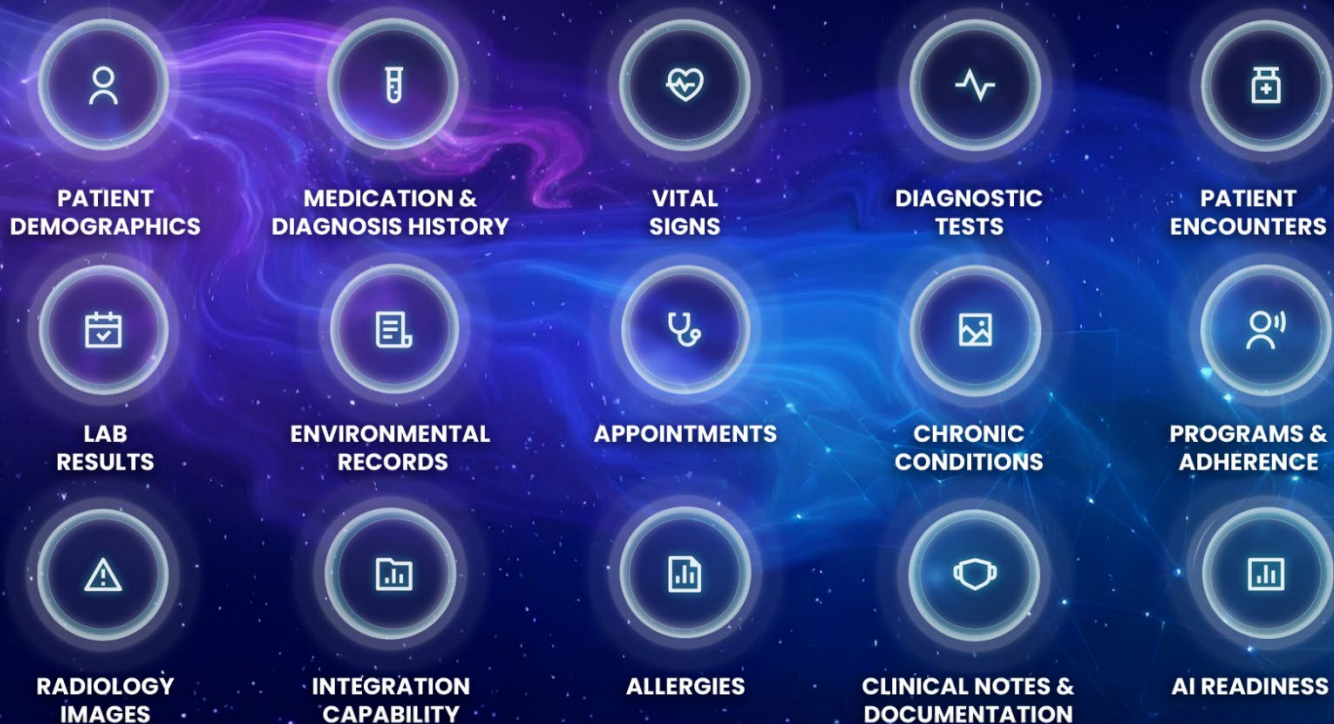 PATIENT
DEMOGRAPHICS
MEDICATION &
DIAGNOSIS HISTORY
VITAL
SIGNS
DIAGNOSTIC
TESTS
PATIENT
ENCOUNTERS
LAB
RESULTS
ENVIRONMENTAL
RECORDS
APPOINTMENTS
CHRONIC
CONDITIONS
PROGRAMS &
ADHERENCE
RADIOLOGY
IMAGES
INTEGRATION
CAPABILITY
ALLERGIES
CLINICAL NOTES &
DOCUMENTATION
AI READINESS